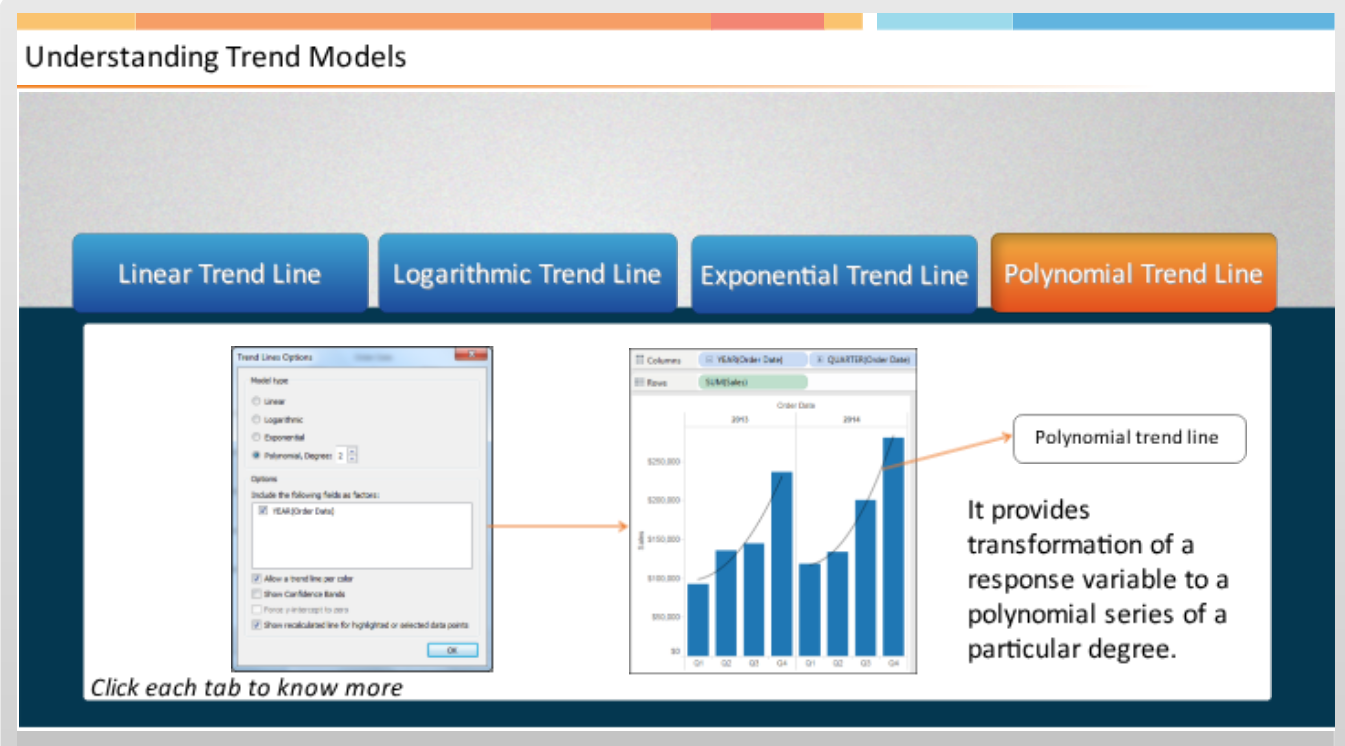 Understanding Trend Models
Linear Trend Line
Logarithmic Trend Line
Exponential Trend Line
Polynomial Trend Line
Trend Lines Options
Model type
Linear
Logarithmic
Exponential
Polynomial, Degree: 2
Options
Include the following fields as factors:
YEAR(Order Date)
Allow a trend line per color
Show Confidence Bands
Force y-intercept to zero
Show recalculated line for highlighted or selected data points
OK
Columns YEAR(Order Date) QUARTER(Order Date)
Rows SUM(Sales)
Order Date
2013 2014
$250,000
$200,000
$150,000
$100,000
$50,000
$0
Sales
Q1 Q2 Q3 Q4 Q1 Q2 Q3 Q4
Polynomial trend line
It provides
transformation of a
response variable to a
polynomial series of a
particular degree.
Click each tab to know more